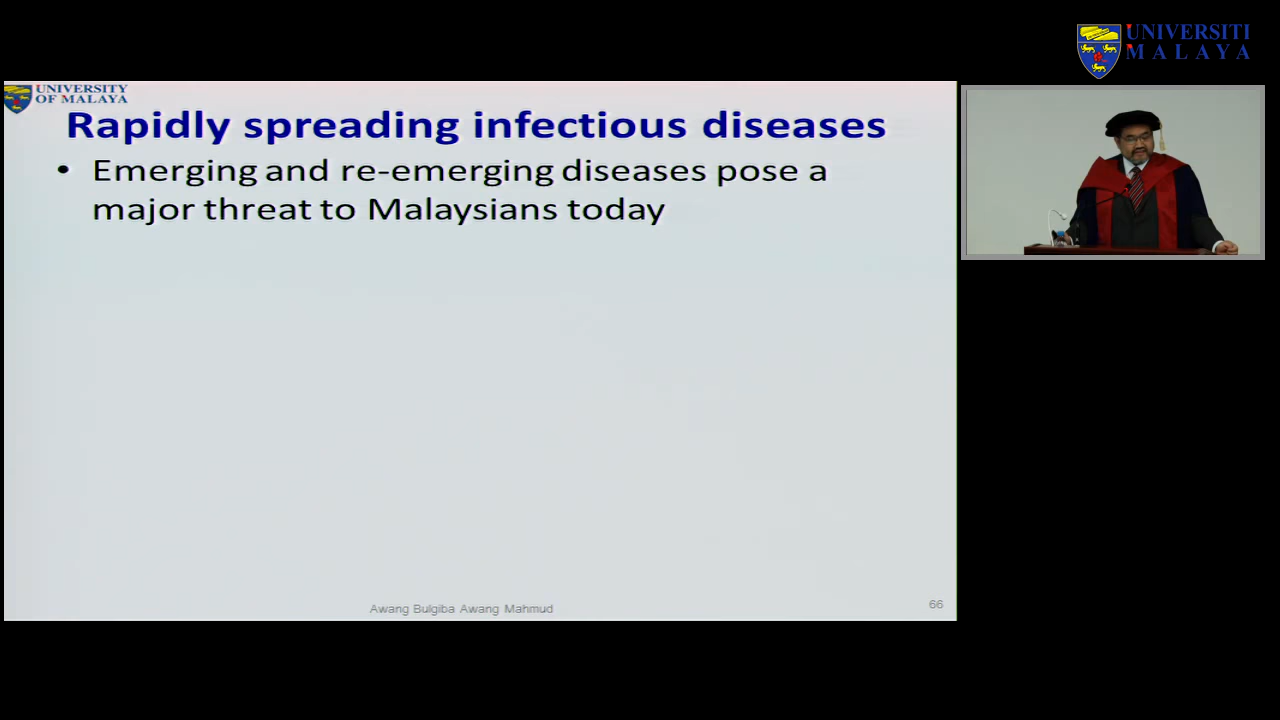 UNIVERSITI
MALAYA
UNIVERSITY
OF MALAYA
Rapidly spreading infectious diseases
• Emerging and re-emerging diseases pose a
major threat to Malaysians today
Awang Bulgiba Awang Mahmud
66